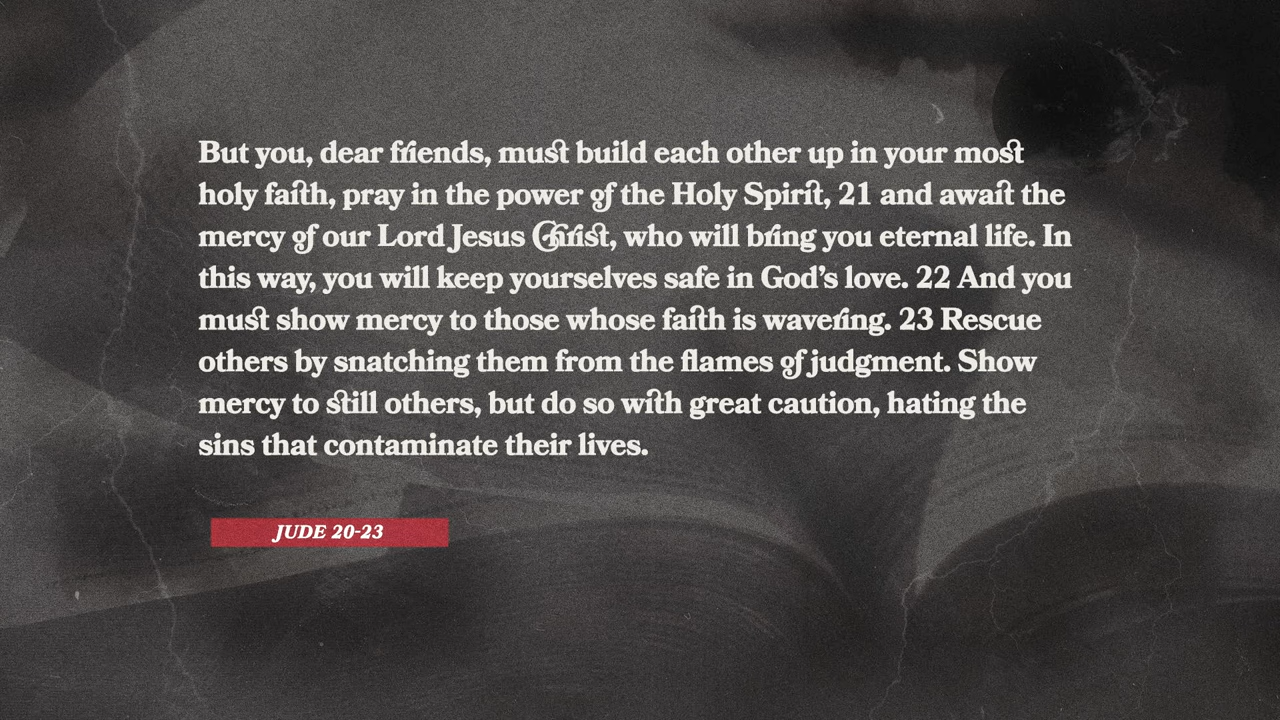 But you, dear friends, must build each other up in your most
holy faith, pray in the power of the Holy Spirit, 21 and await the
mercy of our Lord Jesus Christ, who will bring you eternal life. In
this way, you will keep yourselves safe in God’s love. 22 And you
must show mercy to those whose faith is wavering. 23 Rescue
others by snatching them from the flames of judgment. Show
mercy to still others, but do so with great caution, hating the
sins that contaminate their lives.
JUDE 20-23